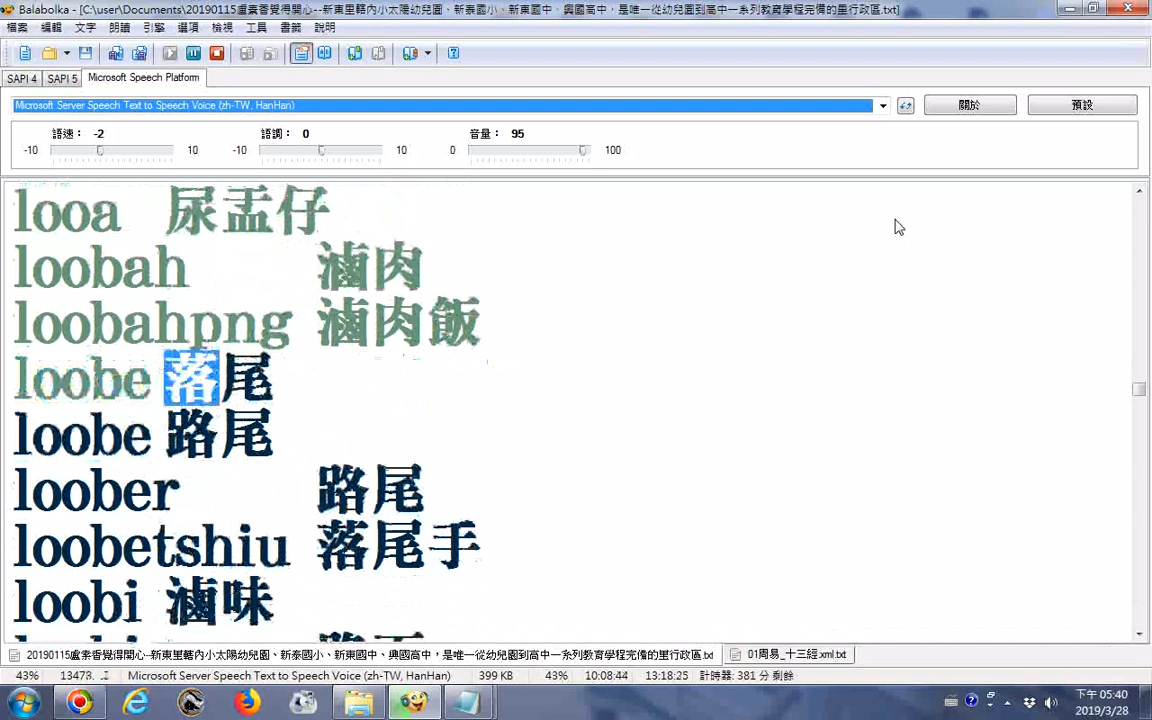 Balabolka - [C:\user\Documents\20190115盧素香覺得開心--新東里轄內小太陽幼兒園、新泰國小、新東國中、興國高中，是唯一從幼兒園到高中一系列教育學程完備的里行政區.txt]
檔案 編輯 文字 朗讀 引擎 選項 檢視 工具 書籤 說明
SAPI 4 SAPI 5 Microsoft Speech Platform
Microsoft Server Speech Text to Speech Voice (zh-TW, HanHan) 關於 預設
語速： -2 語調： 0 音量： 95
-10 10 -10 10 0 100
looa 尿盂仔
loobah 滷肉
loobahpng 滷肉飯
loobe 落尾
loobe 路尾
loober 路尾
loobetshiu 落尾手
loobi 滷味
20190115盧素香覺得開心--新東里轄內小太陽幼兒園、新泰國小、新東國中、興國高中，是唯一從幼兒園到高中一系列教育學程完備的里行政區.txt 01周易_十三經.xml.txt
43% 13478. Microsoft Server Speech Text to Speech Voice (zh-TW, HanHan) 399 KB 43% 10:08:44 13:18:25 計時器: 381 分 剩餘
下午 05:40
2019/3/28